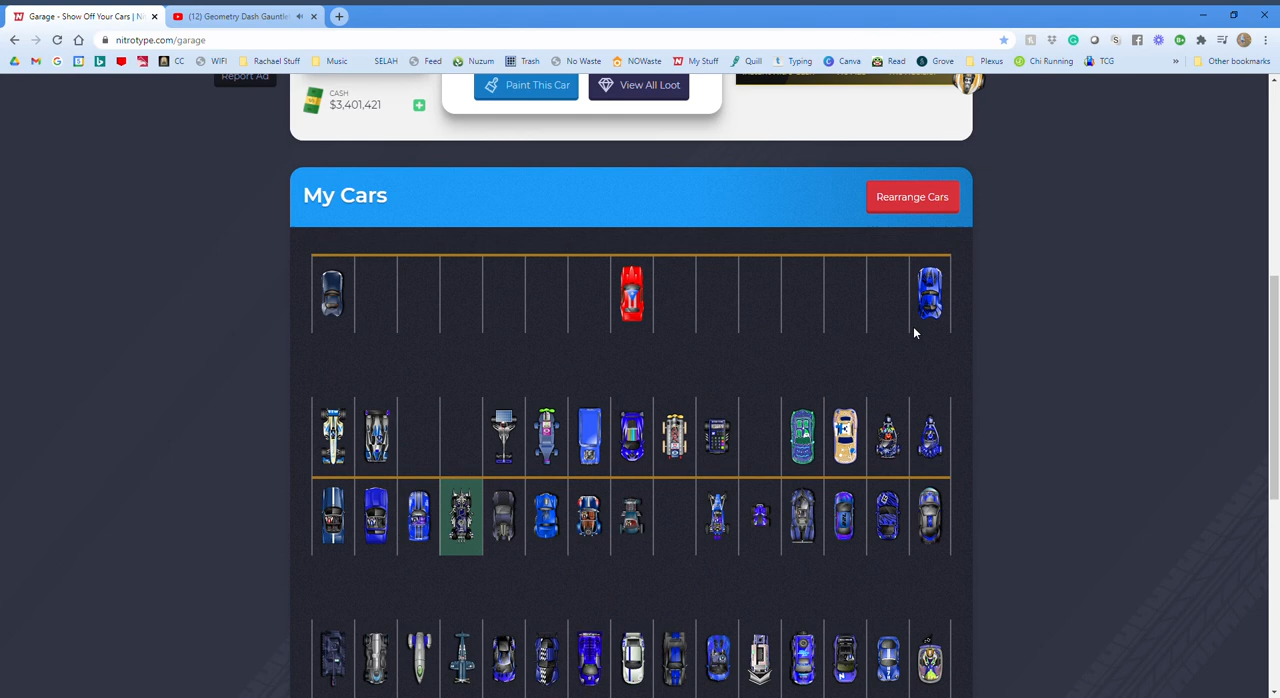 Garage - Show Off Your Cars | Ni
(12) Geometry Dash Gauntle
nitrotype.com/garage
CC
WIFI
Rachael Stuff
Music
SELAH
Feed
Nuzum
Trash
No Waste
NOWaste
My Stuff
Quill
Typing
Canva
Read
Grove
Plexus
Chi Running
TCG
»
Other bookmarks
Report Ad
CASH
$3,401,421
Paint This Car
View All Loot
My Cars
Rearrange Cars